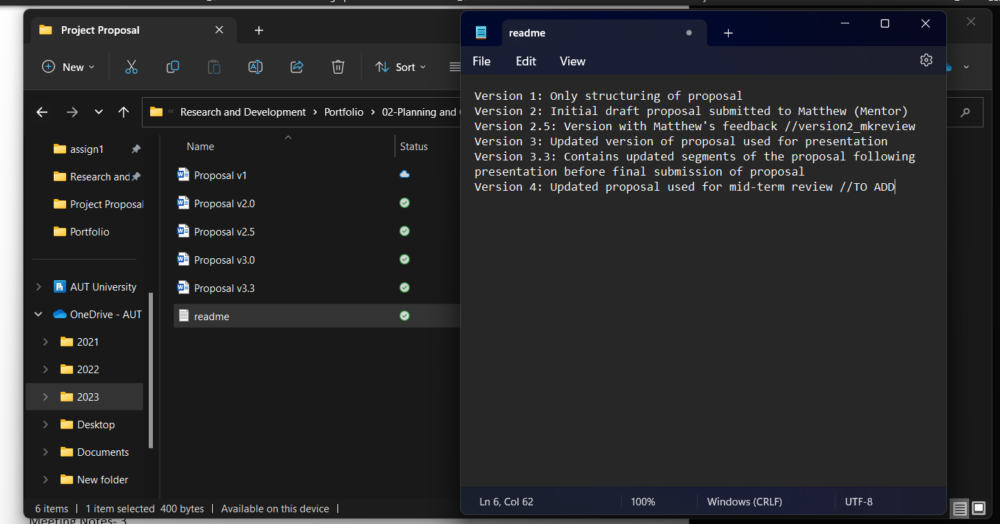 Project Proposal
New
Sort
Research and Development > Portfolio > 02-Planning and
Name
Status
assign1
Research and
Project Proposal
Portfolio
AUT University
OneDrive - AUT
2021
2022
2023
Desktop
Documents
New folder
Proposal v1
Proposal v2.0
Proposal v2.5
Proposal v3.0
Proposal v3.3
readme
6 items
1 item selected 400 bytes
Available on this device
readme
File
Edit
View
Version 1: Only structuring of proposal
Version 2: Initial draft proposal submitted to Matthew (Mentor)
Version 2.5: Version with Matthew's feedback //version2_mkreview
Version 3: Updated version of proposal used for presentation
Version 3.3: Contains updated segments of the proposal following
presentation before final submission of proposal
Version 4: Updated proposal used for mid-term review //TO ADD
Ln 6, Col 62
100%
Windows (CRLF)
UTF-8
Meeting Notes- 3